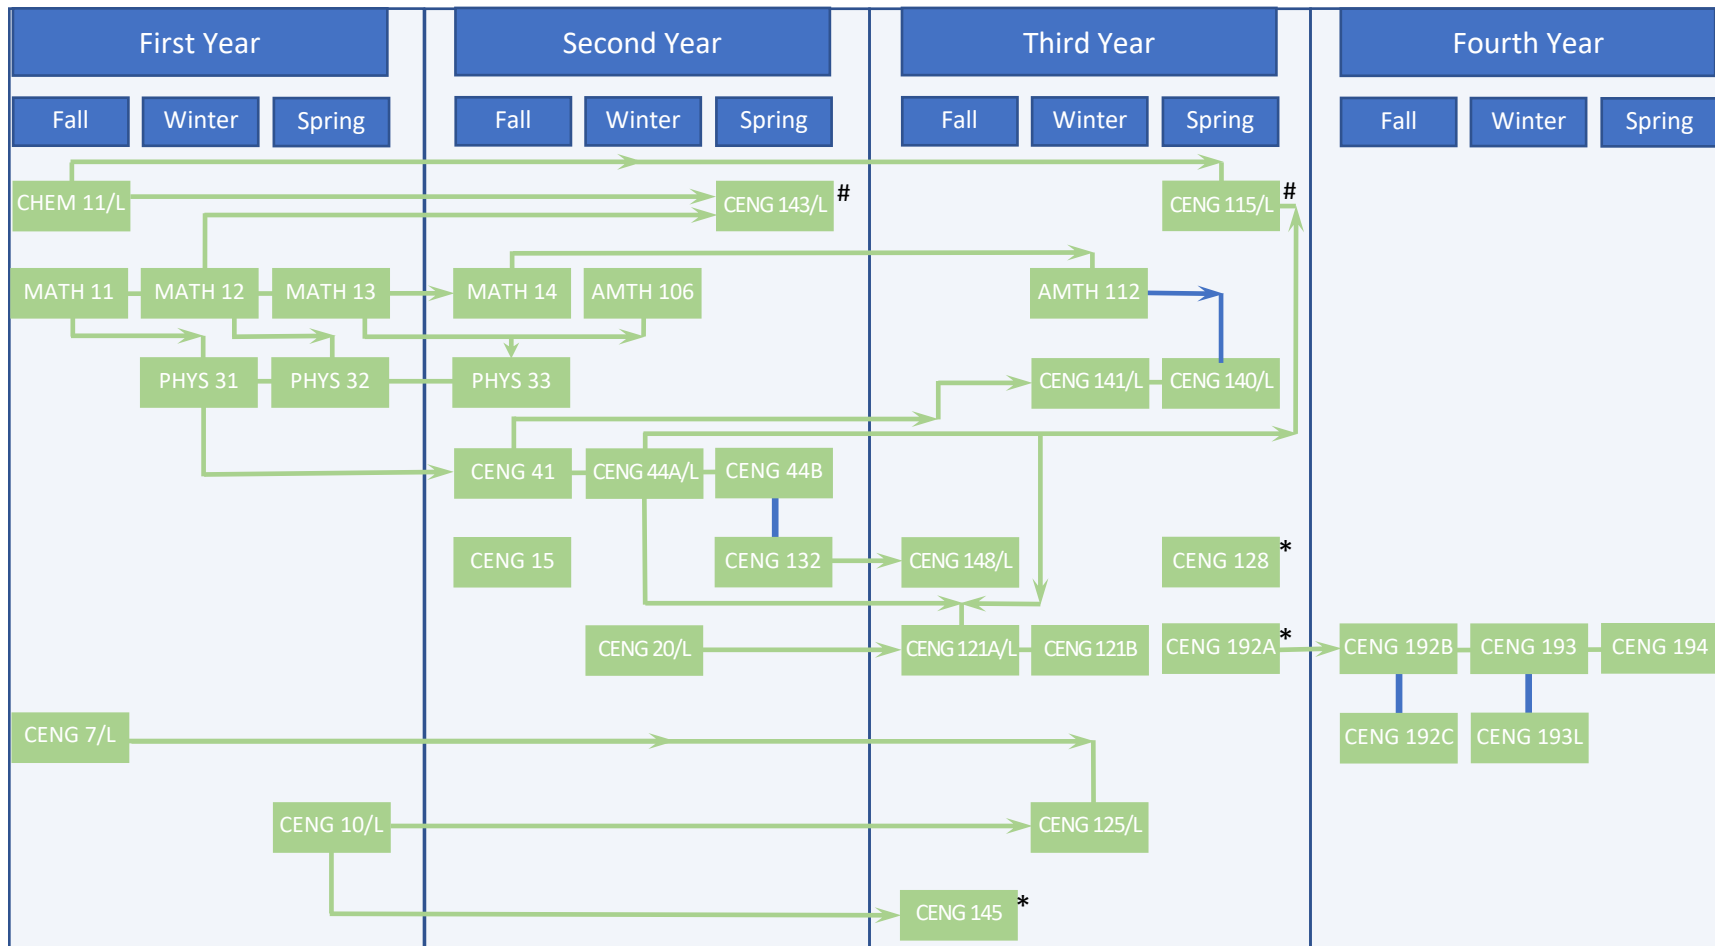 First Year Second Year Third Year Fourth Year
Fall Winter Spring Fall Winter Spring Fall Winter Spring Fall Winter Spring
CHEM 11/L CENG 143/L # CENG 115/L #
MATH 11 MATH 12 MATH 13 MATH 14 AMTH 106 AMTH 112
PHYS 31 PHYS 32 PHYS 33 CENG 141/L CENG 140/L
CENG 41 CENG 44A/L CENG 44B
CENG 15 CENG 132 CENG 148/L CENG 128 *
CENG 20/L CENG 121A/L CENG 121B CENG 192A * CENG 192B CENG 193 CENG 194
CENG 7/L CENG 192C CENG 193L
CENG 10/L CENG 125/L
CENG 145 *